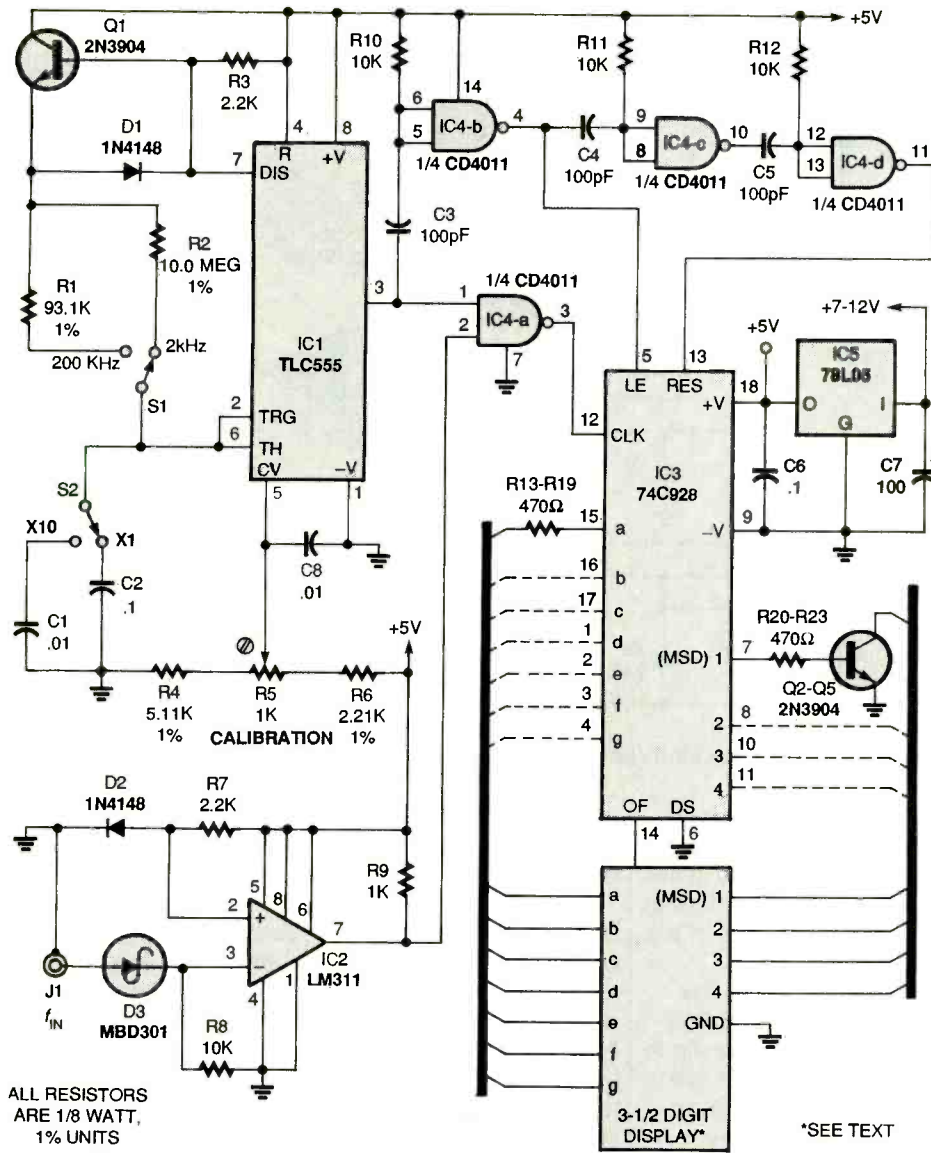 Q1
2N3904
R3
2.2K
D1
1N4148
R10
10K
R11
10K
R12
10K
+5V
14
6
5
IC4-b
4
1/4 CD4011
C4
100pF
9
8
IC4-c
10
1/4 CD4011
C5
100pF
12
13
IC4-d
11
1/4 CD4011
4
8
R
+V
7
DIS
R2
10.0 MEG
1%
R1
93.1K
1%
200 KHz
2kHz
S1
C3
100pF
3
IC1
TLC555
1/4 CD4011
1
2
IC4-a
3
7
2
TRG
6
TH
CV
-V
5
1
S2
X10
X1
C2
.1
C1
.01
C8
.01
R4
5.11K
1%
R5
1K
CALIBRATION
R6
2.21K
1%
+5V
5
13
LE
RES
18
+V
12
CLK
IC3
74C928
+5V
+7-12V
IC5
78L05
O
G
I
C6
.1
C7
100
9
-V
R13-R19
470Ω
15
a
16
b
17
c
1
d
2
e
3
f
4
g
(MSD) 1
7
R20-R23
470Ω
Q2-Q5
2N3904
2
8
3
10
4
11
OF
DS
14
6
D2
1N4148
R7
2.2K
R9
1K
5
8
6
2
+
3
-
7
4
1
IC2
LM311
J1
fIN
D3
MBD301
R8
10K
a
b
c
d
e
f
g
(MSD) 1
2
3
4
GND
3-1/2 DIGIT
DISPLAY*
ALL RESISTORS
ARE 1/8 WATT,
1% UNITS
*SEE TEXT